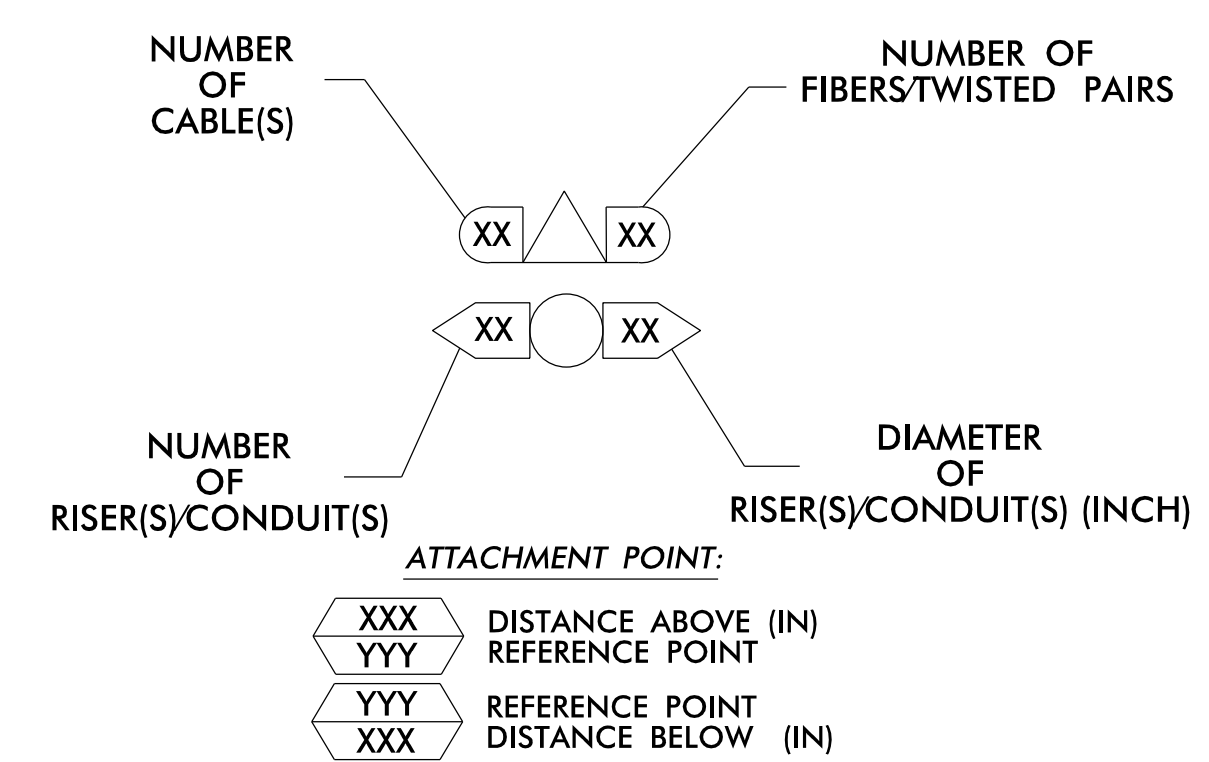 NUMBER
OF
CABLE(S)
NUMBER OF
FIBERS/TWISTED PAIRS
XX
XX
XX
XX
NUMBER
OF
RISER(S)/CONDUIT(S)
DIAMETER
OF
RISER(S)/CONDUIT(S) (INCH)
ATTACHMENT POINT:
XXX
DISTANCE ABOVE (IN)
YYY
REFERENCE POINT
YYY
REFERENCE POINT
XXX
DISTANCE BELOW (IN)